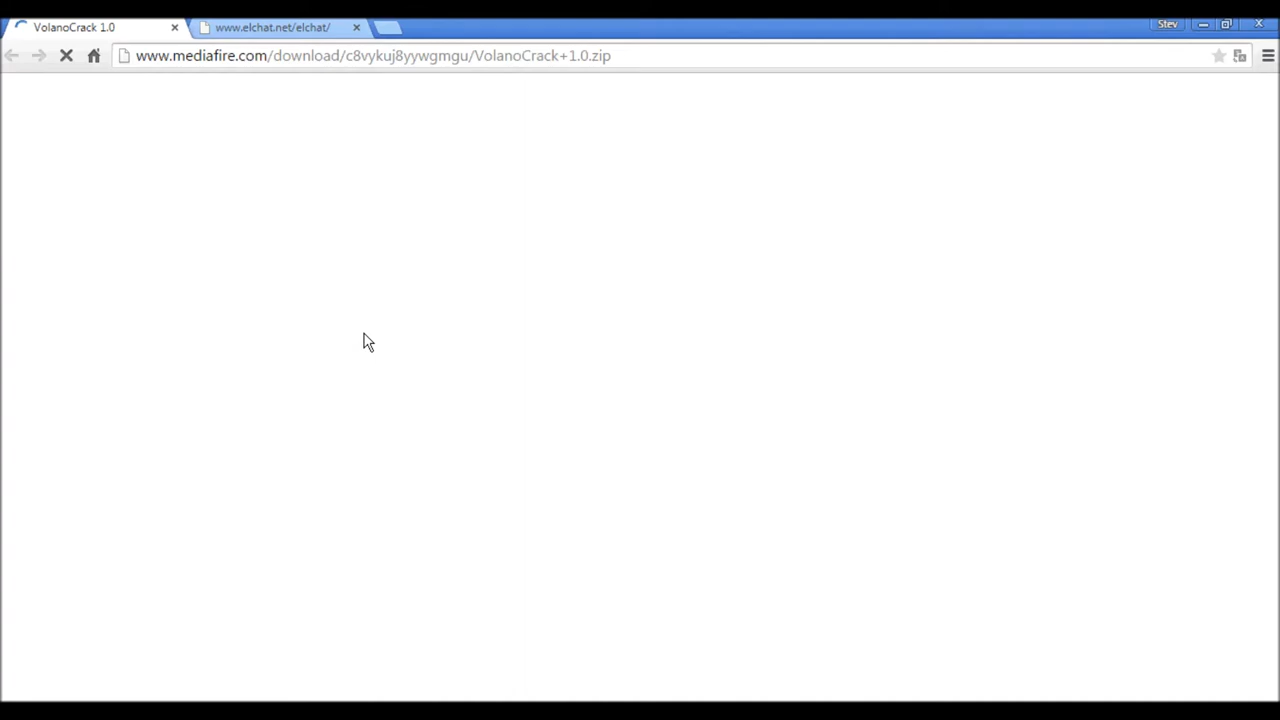 VolanoCrack 1.0
www.elchat.net/elchat/
Stev
www.mediafire.com/download/c8vykuj8yywgmgu/VolanoCrack+1.0.zip